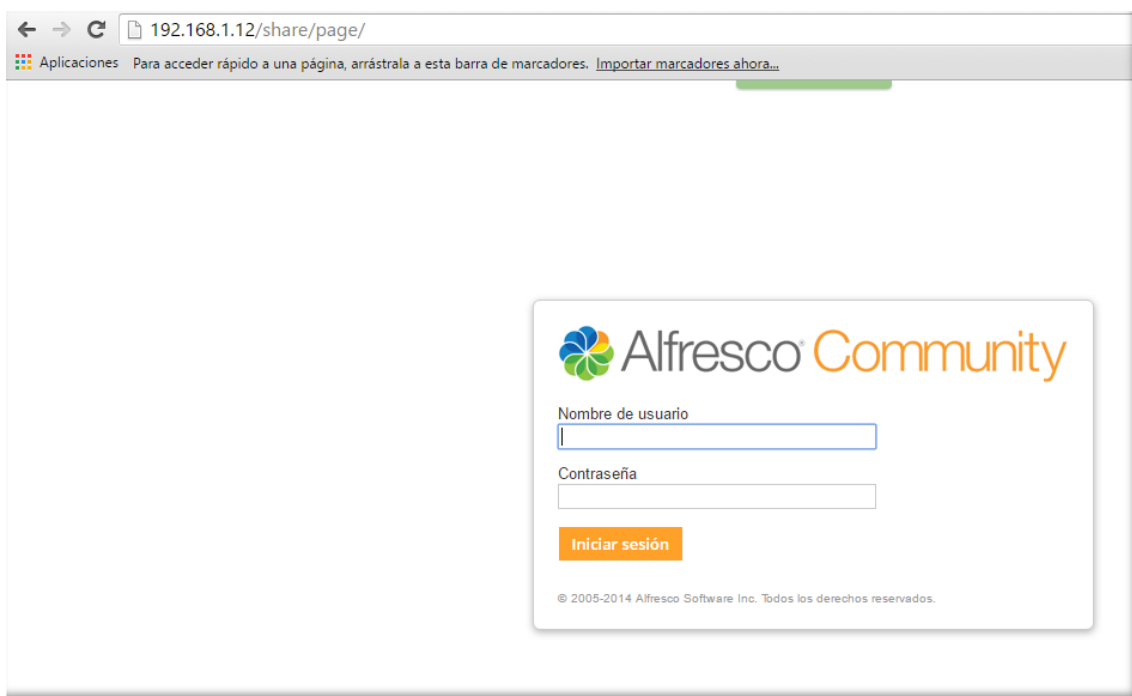 192.168.1.12/share/page/
Aplicaciones Para acceder rápido a una página, arrástrala a esta barra de marcadores. Importar marcadores ahora...
Alfresco® Community
Nombre de usuario
Contraseña
Iniciar sesión
© 2005-2014 Alfresco Software Inc. Todos los derechos reservados.